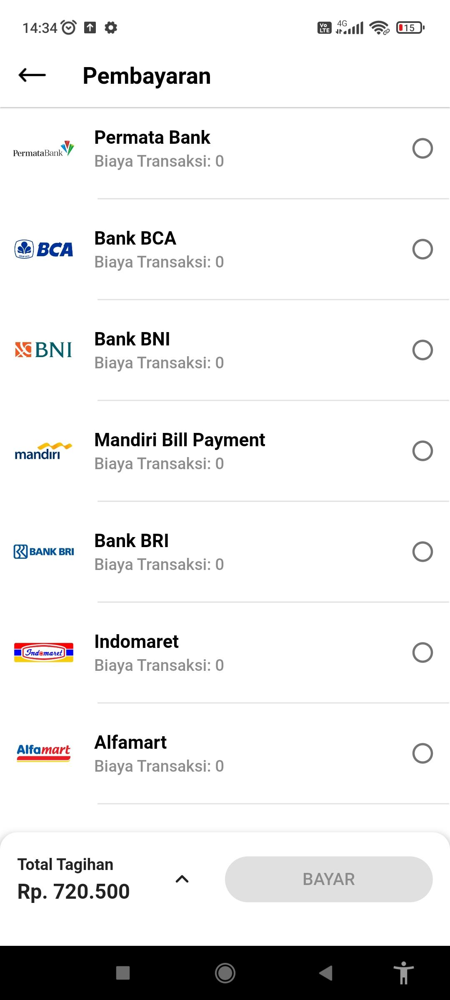 14:34
Vo LTE
4G
15
Pembayaran
PermataBank
Permata Bank
Biaya Transaksi: 0
BCA
Bank BCA
Biaya Transaksi: 0
BNI
Bank BNI
Biaya Transaksi: 0
mandiri
Mandiri Bill Payment
Biaya Transaksi: 0
BANK BRI
Bank BRI
Biaya Transaksi: 0
Indomaret
Indomaret
Biaya Transaksi: 0
Alfamart
Alfamart
Biaya Transaksi: 0
Total Tagihan
Rp. 720.500
BAYAR